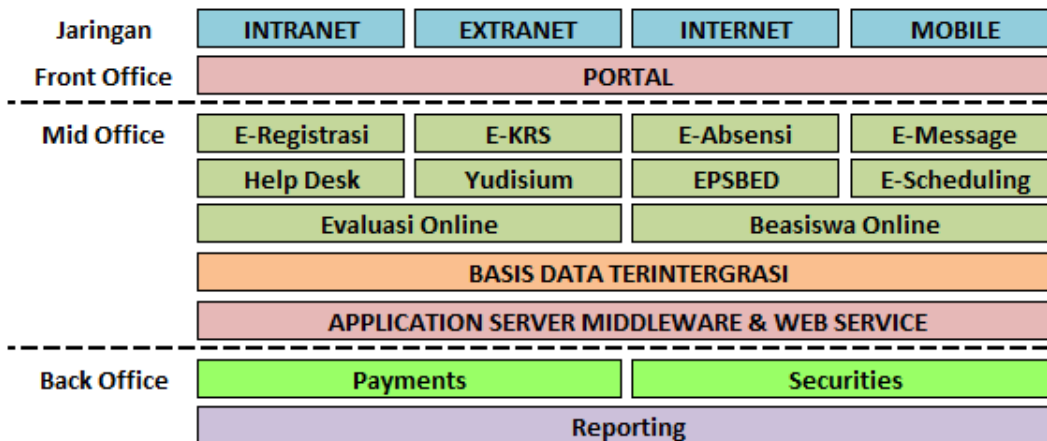 Jaringan INTRANET EXTRANET INTERNET MOBILE
Front Office PORTAL
Mid Office E-Registrasi E-KRS E-Absensi E-Message
Help Desk Yudisium EPSBED E-Scheduling
Evaluasi Online Beasiswa Online
BASIS DATA TERINTERGRASI
APPLICATION SERVER MIDDLEWARE & WEB SERVICE
Back Office Payments Securities
Reporting